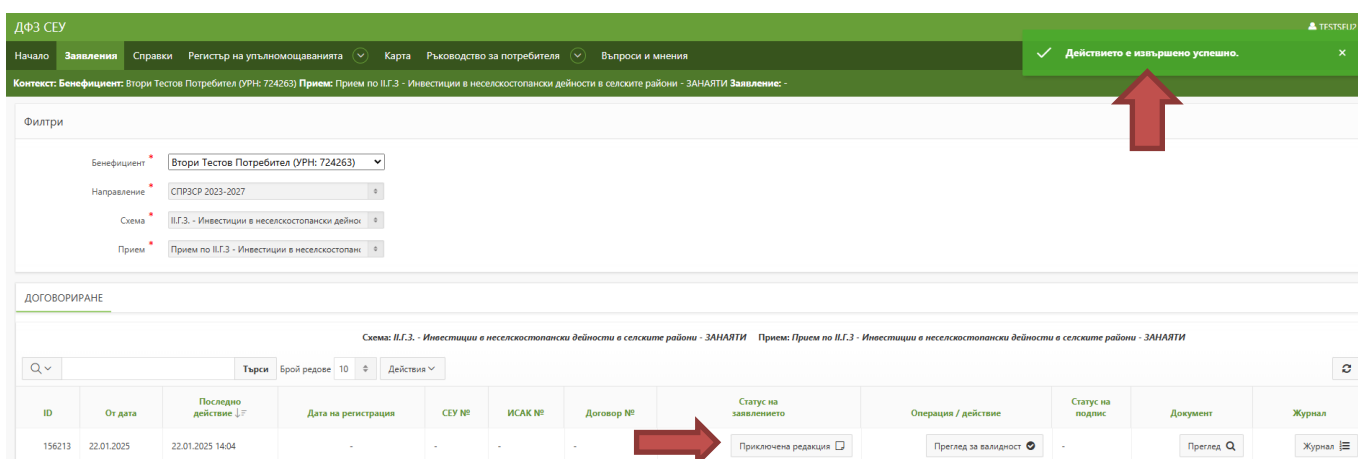 ДФЗ СЕУ
TESTSEU2
Начало Заявления Справки Регистър на упълномощаванията Карта Ръководство за потребителя Въпроси и мнения
Действието е извършено успешно. ×
Контекст: Бенефициент: Втори Тестов Потребител (УРН: 724263) Прием: Прием по II.Г.3 - Инвестиции в неселскостопански дейности в селските райони - ЗАНАЯТИ Заявление: -
Филтри
Бенефициент * Втори Тестов Потребител (УРН: 724263)
Направление * СПРЗСР 2023-2027
Схема * II.Г.3. - Инвестиции в неселскостопански дейнос
Прием * Прием по II.Г.3 - Инвестиции в неселскостопанс
ДОГОВОРИРАНЕ
Схема: II.Г.3. - Инвестиции в неселскостопански дейности в селските райони - ЗАНАЯТИ Прием: Прием по II.Г.3 - Инвестиции в неселскостопански дейности в селските райони - ЗАНАЯТИ
Търси Брой редове 10 Действия
ID От дата Последно действие Дата на регистрация СЕУ № ИСАК № Договор № Статус на заявлението Операция / действие Статус на подпис Документ Журнал
156213 22.01.2025 22.01.2025 14:04 - - - - Приключена редакция Преглед за валидност - Преглед Журнал